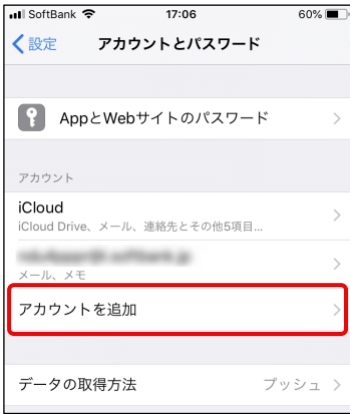 SoftBank 17:06 60%
設定 アカウントとパスワード
AppとWebサイトのパスワード
アカウント
iCloud
iCloud Drive、メール、連絡先とその他5項目...
メール、メモ
アカウントを追加
データの取得方法 プッシュ